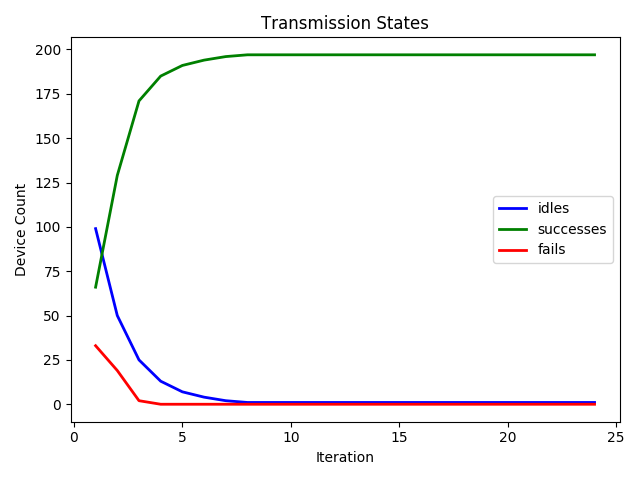 Transmission States
Device Count
200
175
150
125
100
75
50
25
0
idles
successes
fails
0 5 10 15 20 25
Iteration